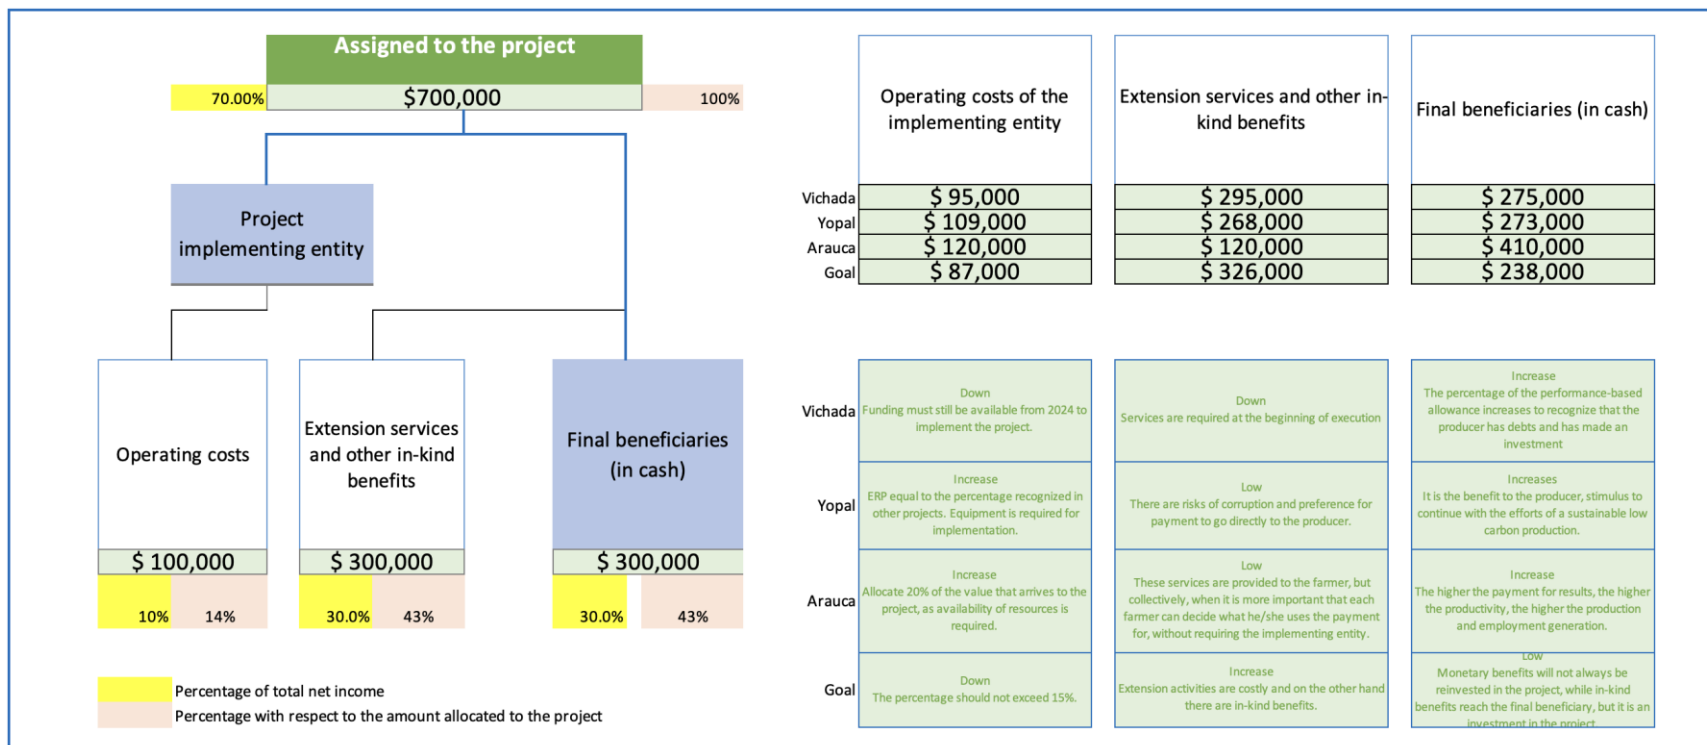 Assigned to the project
70.00%
$700,000
100%
Project
implementing entity
Operating costs
Extension services
and other in-kind
benefits
Final beneficiaries
(in cash)
$ 100,000
$ 300,000
$ 300,000
10%
14%
30.0%
43%
30.0%
43%
Percentage of total net income
Percentage with respect to the amount allocated to the project
Operating costs of the
implementing entity
Extension services and other in-
kind benefits
Final beneficiaries (in cash)
Vichada
$ 95,000
$ 295,000
$ 275,000
Yopal
$ 109,000
$ 268,000
$ 273,000
Arauca
$ 120,000
$ 120,000
$ 410,000
Goal
$ 87,000
$ 326,000
$ 238,000
Vichada
Down
Funding must still be available from 2024 to
implement the project.
Down
Services are required at the beginning of execution
Increase
The percentage of the performance-based
allowance increases to recognize that the
producer has debts and has made an
investment
Yopal
Increase
ERP equal to the percentage recognized in
other projects. Equipment is required for
implementation.
Low
There are risks of corruption and preference for
payment to go directly to the producer.
Increases
It is the benefit to the producer, stimulus to
continue with the efforts of a sustainable low
carbon production.
Arauca
Increase
Allocate 20% of the value that arrives to the
project, as availability of resources is
required.
Low
These services are provided to the farmer, but
collectively, when it is more important that each
farmer can decide what he/she uses the payment
for, without requiring the implementing entity.
Increase
The higher the payment for results, the higher
the productivity, the higher the production
and employment generation.
Goal
Down
The percentage should not exceed 15%.
Increase
Extension activities are costly and on the other hand
there are in-kind benefits.
Low
Monetary benefits will not always be
reinvested in the project, while in-kind
benefits reach the final beneficiary, but it is an
investment in the project.